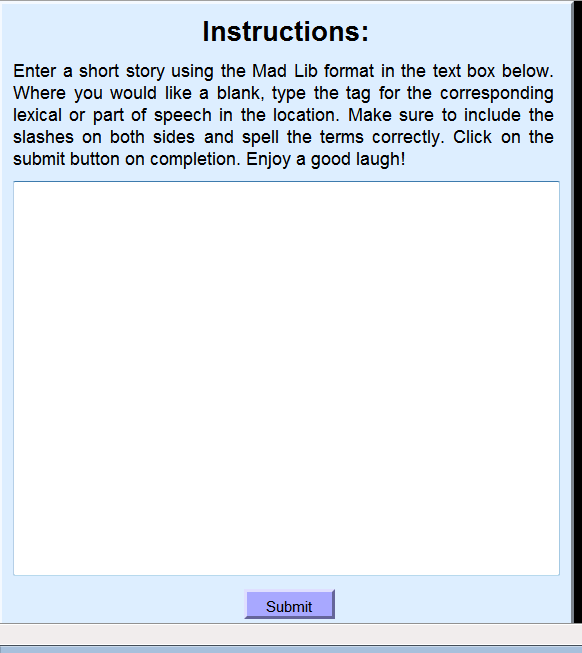 Instructions:
Enter a short story using the Mad Lib format in the text box below.
Where you would like a blank, type the tag for the corresponding
lexical or part of speech in the location. Make sure to include the
slashes on both sides and spell the terms correctly. Click on the
submit button on completion. Enjoy a good laugh!
Submit